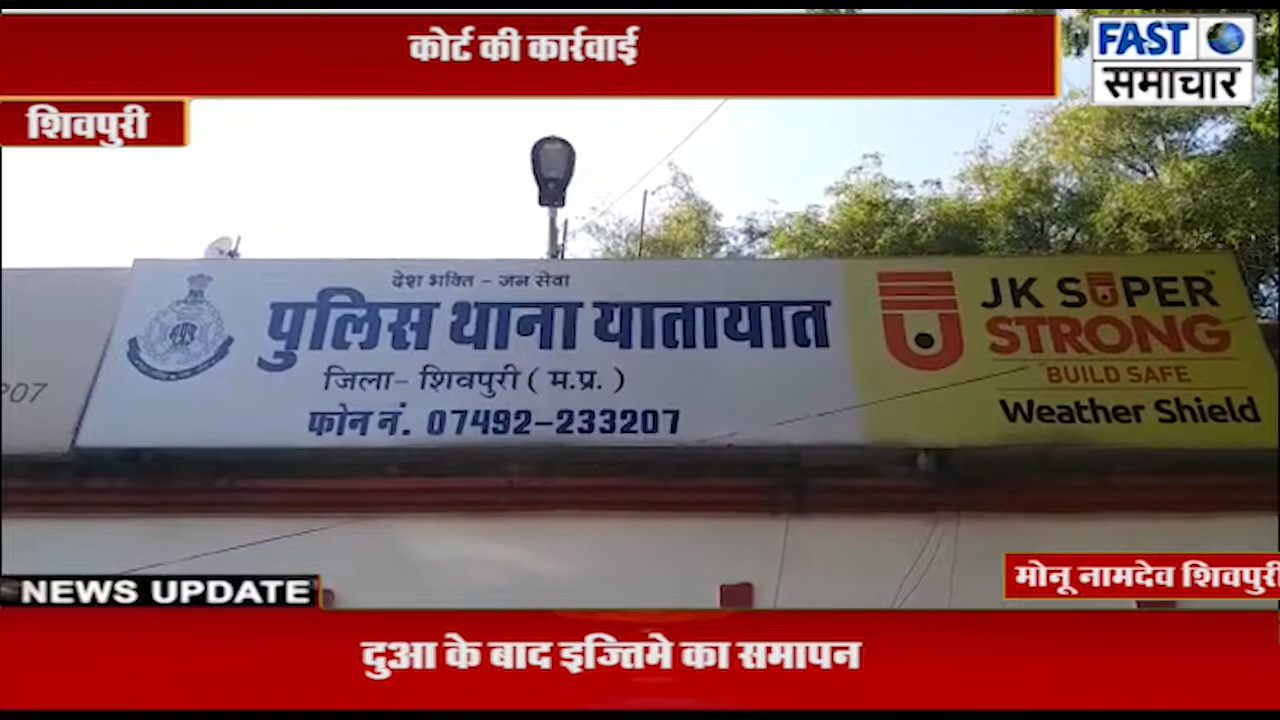 कोर्ट की कार्रवाई
FAST
समाचार
शिवपुरी
देश भक्ति - जन सेवा
पुलिस थाना यातायात
जिला- शिवपुरी ( म.प्र. )
फोन नं. 07492-233207
JK SUPER
STRONG
BUILD SAFE
Weather Shield
207
NEWS UPDATE
मोनू नामदेव शिवपुरी
दुआ के बाद इज्तिमे का समापन